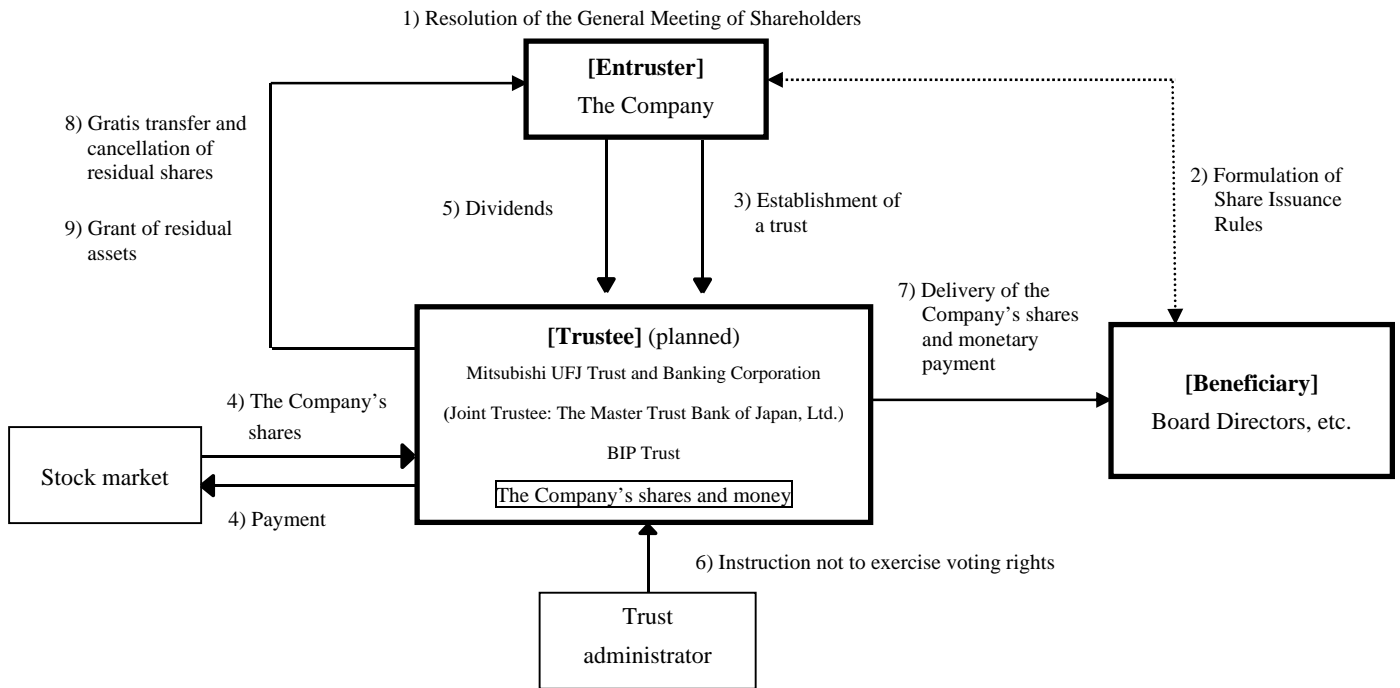 1) Resolution of the General Meeting of Shareholders
[Entruster]
The Company
8) Gratis transfer and
cancellation of
residual shares
9) Grant of residual
assets
5) Dividends
3) Establishment of
a trust
2) Formulation of
Share Issuance
Rules
7) Delivery of the
Company’s shares
and monetary
payment
[Trustee] (planned)
Mitsubishi UFJ Trust and Banking Corporation
(Joint Trustee: The Master Trust Bank of Japan, Ltd.)
BIP Trust
The Company’s shares and money
[Beneficiary]
Board Directors, etc.
4) The Company’s
shares
Stock market
4) Payment
6) Instruction not to exercise voting rights
Trust
administrator